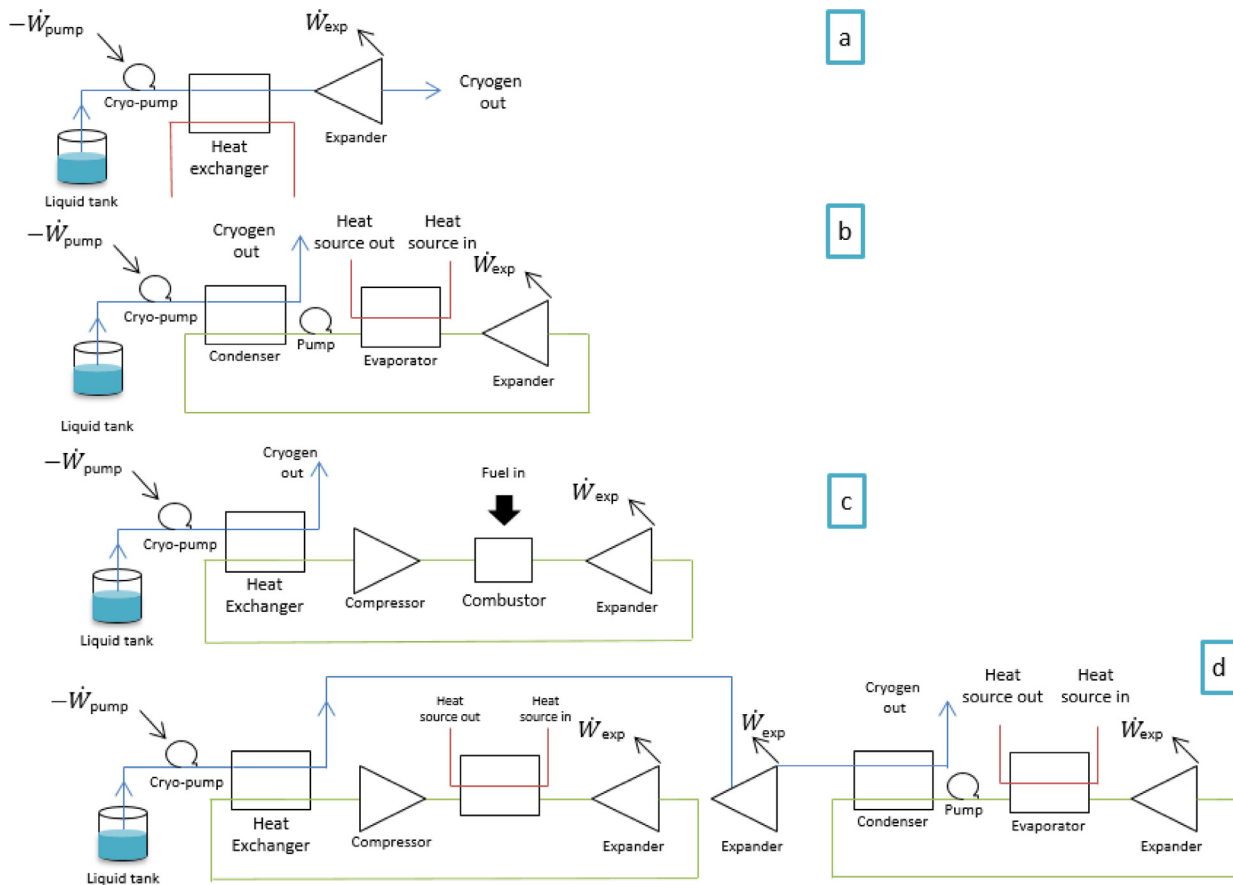 −Ẇpump
Ẇexp
a
Cryo-pump
Cryogen
out
Expander
Heat
exchanger
Liquid tank
b
−Ẇpump
Cryogen
out
Heat
source out
Heat
source in
Ẇexp
Cryo-pump
Condenser
Pump
Evaporator
Expander
Liquid tank
c
−Ẇpump
Cryogen
out
Fuel in
Ẇexp
Cryo-pump
Heat
Exchanger
Compressor
Combustor
Expander
Liquid tank
d
−Ẇpump
Heat
source out
Heat
source in
Ẇexp
Ẇexp
Cryogen
out
Heat
source out
Heat
source in
Ẇexp
Cryo-pump
Heat
Exchanger
Compressor
Expander
Expander
Condenser
Pump
Evaporator
Expander
Liquid tank